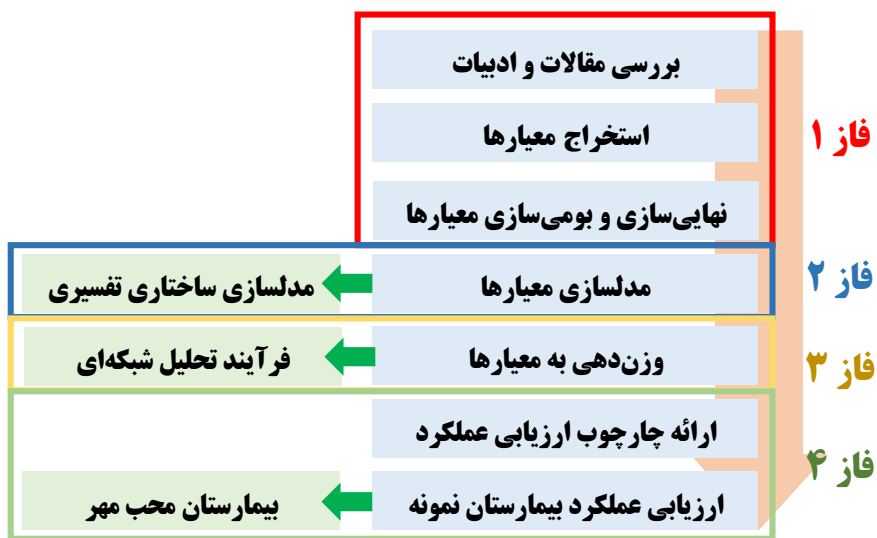 بررسی مقالات و ادبیات
استخراج معیارها
فاز ۱
نهایی‌سازی و بومی‌سازی معیارها
فاز ۲
مدلسازی معیارها
مدلسازی ساختاری تفسیری
فاز ۳
وزن‌دهی به معیارها
فرآیند تحلیل شبکه‌ای
ارائه چارچوب ارزیابی عملکرد
فاز ۴
ارزیابی عملکرد بیمارستان نمونه
بیمارستان محب مهر